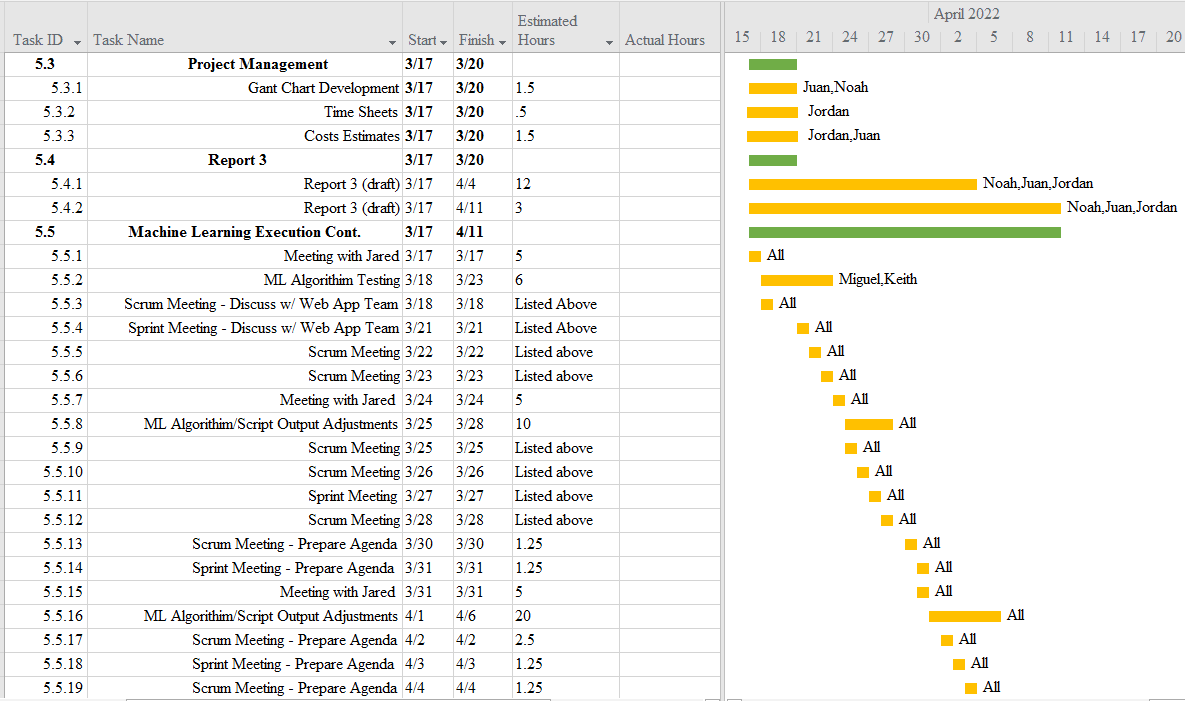 April 2022
Estimated
Task ID Task Name Start Finish Hours Actual Hours 15 18 21 24 27 30 2 5 8 11 14 17 20
5.3 Project Management 3/17 3/20
5.3.1 Gant Chart Development 3/17 3/20 1.5 Juan,Noah
5.3.2 Time Sheets 3/17 3/20 .5 Jordan
5.3.3 Costs Estimates 3/17 3/20 1.5 Jordan,Juan
5.4 Report 3 3/17 3/20
5.4.1 Report 3 (draft) 3/17 4/4 12 Noah,Juan,Jordan
5.4.2 Report 3 (draft) 3/17 4/11 3 Noah,Juan,Jordan
5.5 Machine Learning Execution Cont. 3/17 4/11
5.5.1 Meeting with Jared 3/17 3/17 5 All
5.5.2 ML Algorithim Testing 3/18 3/23 6 Miguel,Keith
5.5.3 Scrum Meeting - Discuss w/ Web App Team 3/18 3/18 Listed Above All
5.5.4 Sprint Meeting - Discuss w/ Web App Team 3/21 3/21 Listed Above All
5.5.5 Scrum Meeting 3/22 3/22 Listed above All
5.5.6 Scrum Meeting 3/23 3/23 Listed above All
5.5.7 Meeting with Jared 3/24 3/24 5 All
5.5.8 ML Algorithim/Script Output Adjustments 3/25 3/28 10 All
5.5.9 Scrum Meeting 3/25 3/25 Listed above All
5.5.10 Scrum Meeting 3/26 3/26 Listed above All
5.5.11 Sprint Meeting 3/27 3/27 Listed above All
5.5.12 Scrum Meeting 3/28 3/28 Listed above All
5.5.13 Scrum Meeting - Prepare Agenda 3/30 3/30 1.25 All
5.5.14 Sprint Meeting - Prepare Agenda 3/31 3/31 1.25 All
5.5.15 Meeting with Jared 3/31 3/31 5 All
5.5.16 ML Algorithim/Script Output Adjustments 4/1 4/6 20 All
5.5.17 Scrum Meeting - Prepare Agenda 4/2 4/2 2.5 All
5.5.18 Sprint Meeting - Prepare Agenda 4/3 4/3 1.25 All
5.5.19 Scrum Meeting - Prepare Agenda 4/4 4/4 1.25 All